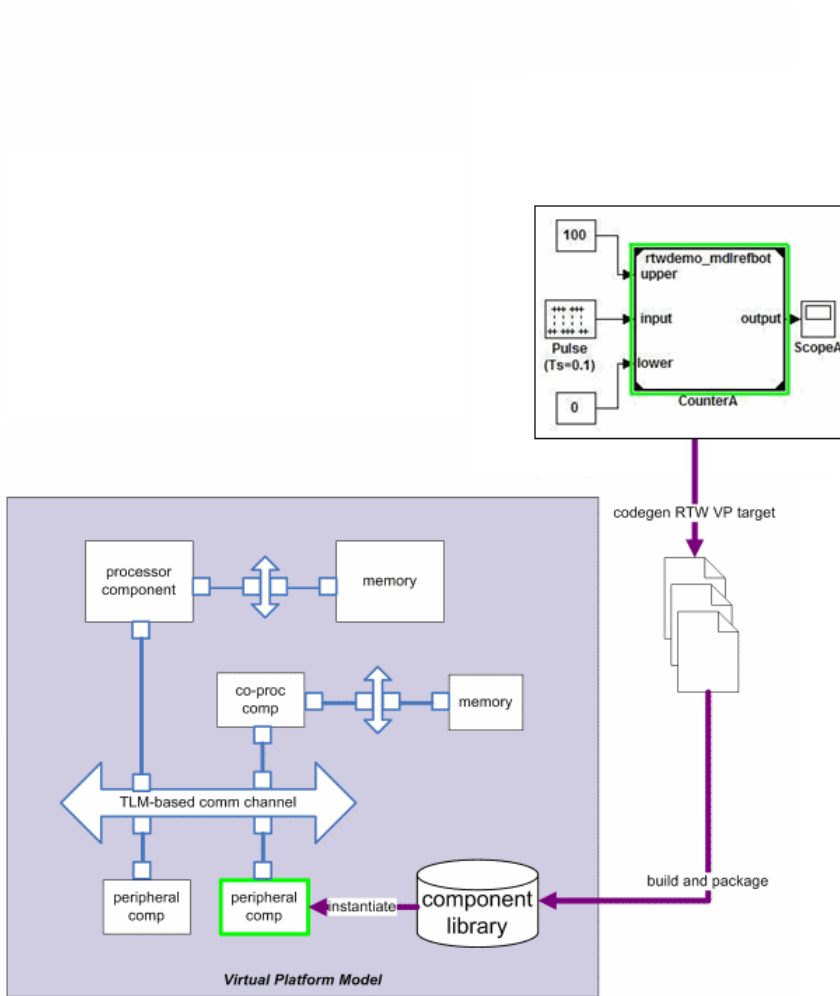 100
rtwdemo_mdlrefbot
upper
input
output
Pulse
(Ts=0.1)
ScopeA
lower
0
CounterA
codegen RTW VP target
processor
component
memory
co-proc
comp
memory
TLM-based comm channel
peripheral
comp
peripheral
comp
instantiate
component
library
build and package
Virtual Platform Model